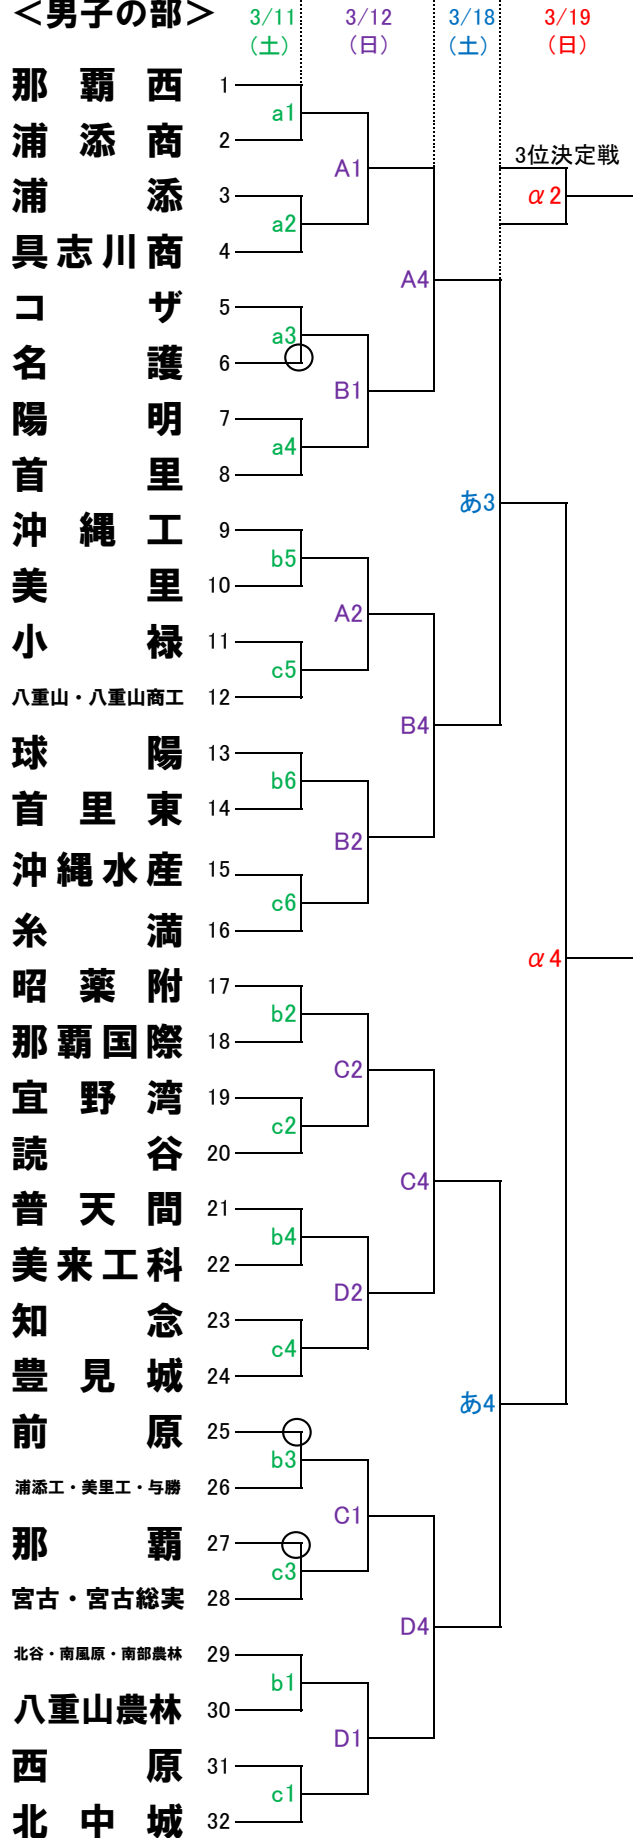 ＜男子の部＞ 3/11 3/12 3/18 3/19
(土) (日) (土) (日)
那覇西 1
a1
浦添商 2
3位決定戦
A1
浦添 3 α2
a2
具志川商 4
A4
コザ 5
a3
名護 6
B1
陽明 7
a4
首里 8
あ3
沖縄工 9
b5
美里 10
A2
小禄 11
c5
八重山・八重山商工 12
B4
球陽 13
b6
首里東 14
B2
沖縄水産 15
c6
糸満 16
α4
昭薬附 17
b2
那覇国際 18
C2
宜野湾 19
c2
読谷 20
C4
普天間 21
b4
美来工科 22
D2
知念 23
c4
豊見城 24
あ4
前原 25
b3
浦添工・美里工・与勝 26
C1
那覇 27
c3
宮古・宮古総実 28
D4
北谷・南風原・南部農林 29
b1
八重山農林 30
D1
西原 31
c1
北中城 32